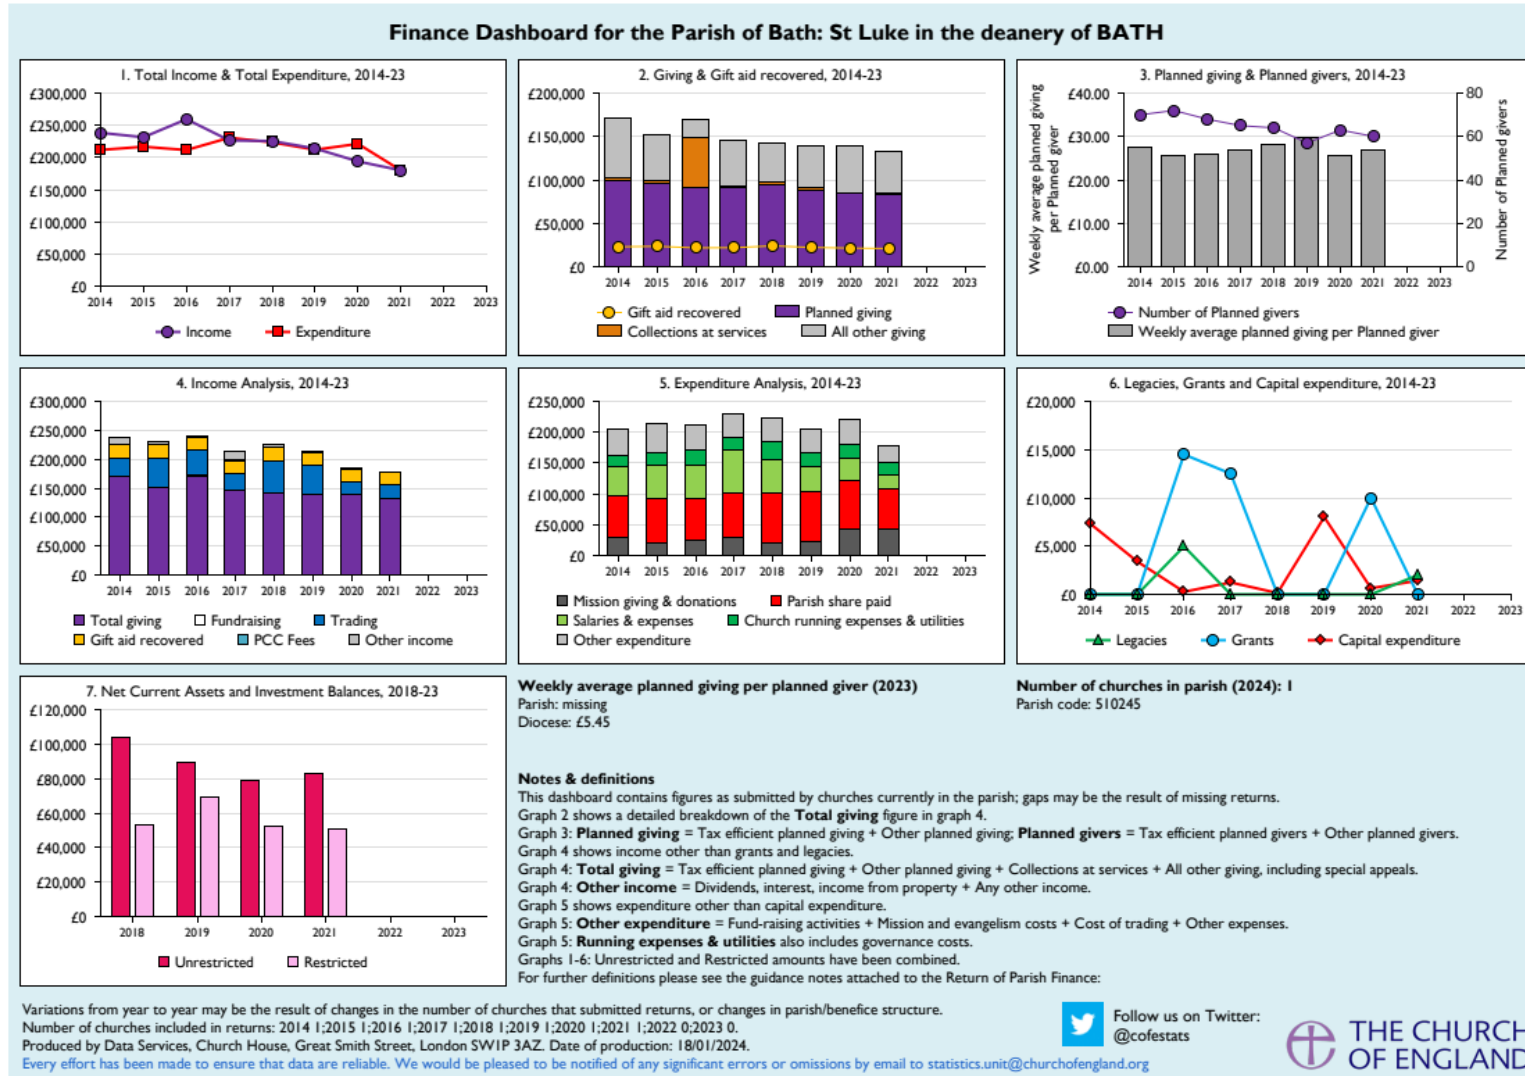 Finance Dashboard for the Parish of Bath: St Luke in the deanery of BATH
1. Total Income & Total Expenditure, 2014-23
£300,000
£250,000
£200,000
£150,000
£100,000
£50,000
£0
2014 2015 2016 2017 2018 2019 2020 2021 2022 2023
Income Expenditure
2. Giving & Gift aid recovered, 2014-23
£200,000
£150,000
£100,000
£50,000
£0
2014 2015 2016 2017 2018 2019 2020 2021 2022 2023
Gift aid recovered Planned giving
Collections at services All other giving
3. Planned giving & Planned givers, 2014-23
Weekly average planned giving
per Planned giver
£40.00
£30.00
£20.00
£10.00
£0.00
80
60
40
20
0
Number of Planned givers
2014 2015 2016 2017 2018 2019 2020 2021 2022 2023
Number of Planned givers
Weekly average planned giving per Planned giver
4. Income Analysis, 2014-23
£300,000
£250,000
£200,000
£150,000
£100,000
£50,000
£0
2014 2015 2016 2017 2018 2019 2020 2021 2022 2023
Total giving Fundraising Trading
Gift aid recovered PCC Fees Other income
5. Expenditure Analysis, 2014-23
£250,000
£200,000
£150,000
£100,000
£50,000
£0
2014 2015 2016 2017 2018 2019 2020 2021 2022 2023
Mission giving & donations Parish share paid
Salaries & expenses Church running expenses & utilities
Other expenditure
6. Legacies, Grants and Capital expenditure, 2014-23
£20,000
£15,000
£10,000
£5,000
£0
2014 2015 2016 2017 2018 2019 2020 2021 2022 2023
Legacies Grants Capital expenditure
7. Net Current Assets and Investment Balances, 2018-23
£120,000
£100,000
£80,000
£60,000
£40,000
£20,000
£0
2018 2019 2020 2021 2022 2023
Unrestricted Restricted
Weekly average planned giving per planned giver (2023)
Parish: missing
Diocese: £5.45
Number of churches in parish (2024): 1
Parish code: 510245
Notes & definitions
This dashboard contains figures as submitted by churches currently in the parish; gaps may be the result of missing returns.
Graph 2 shows a detailed breakdown of the Total giving figure in graph 4.
Graph 3: Planned giving = Tax efficient planned giving + Other planned giving; Planned givers = Tax efficient planned givers + Other planned givers.
Graph 4 shows income other than grants and legacies.
Graph 4: Total giving = Tax efficient planned giving + Other planned giving + Collections at services + All other giving, including special appeals.
Graph 4: Other income = Dividends, interest, income from property + Any other income.
Graph 5 shows expenditure other than capital expenditure.
Graph 5: Other expenditure = Fund-raising activities + Mission and evangelism costs + Cost of trading + Other expenses.
Graph 5: Running expenses & utilities also includes governance costs.
Graphs 1-6: Unrestricted and Restricted amounts have been combined.
For further definitions please see the guidance notes attached to the Return of Parish Finance:
Variations from year to year may be the result of changes in the number of churches that submitted returns, or changes in parish/benefice structure.
Number of churches included in returns: 2014 1;2015 1;2016 1;2017 1;2018 1;2019 1;2020 1;2021 1;2022 0;2023 0.
Produced by Data Services, Church House, Great Smith Street, London SW1P 3AZ. Date of production: 18/01/2024.
Every effort has been made to ensure that data are reliable. We would be pleased to be notified of any significant errors or omissions by email to statistics.unit@churchofengland.org
Follow us on Twitter:
@cofestats
THE CHURCH
OF ENGLAND